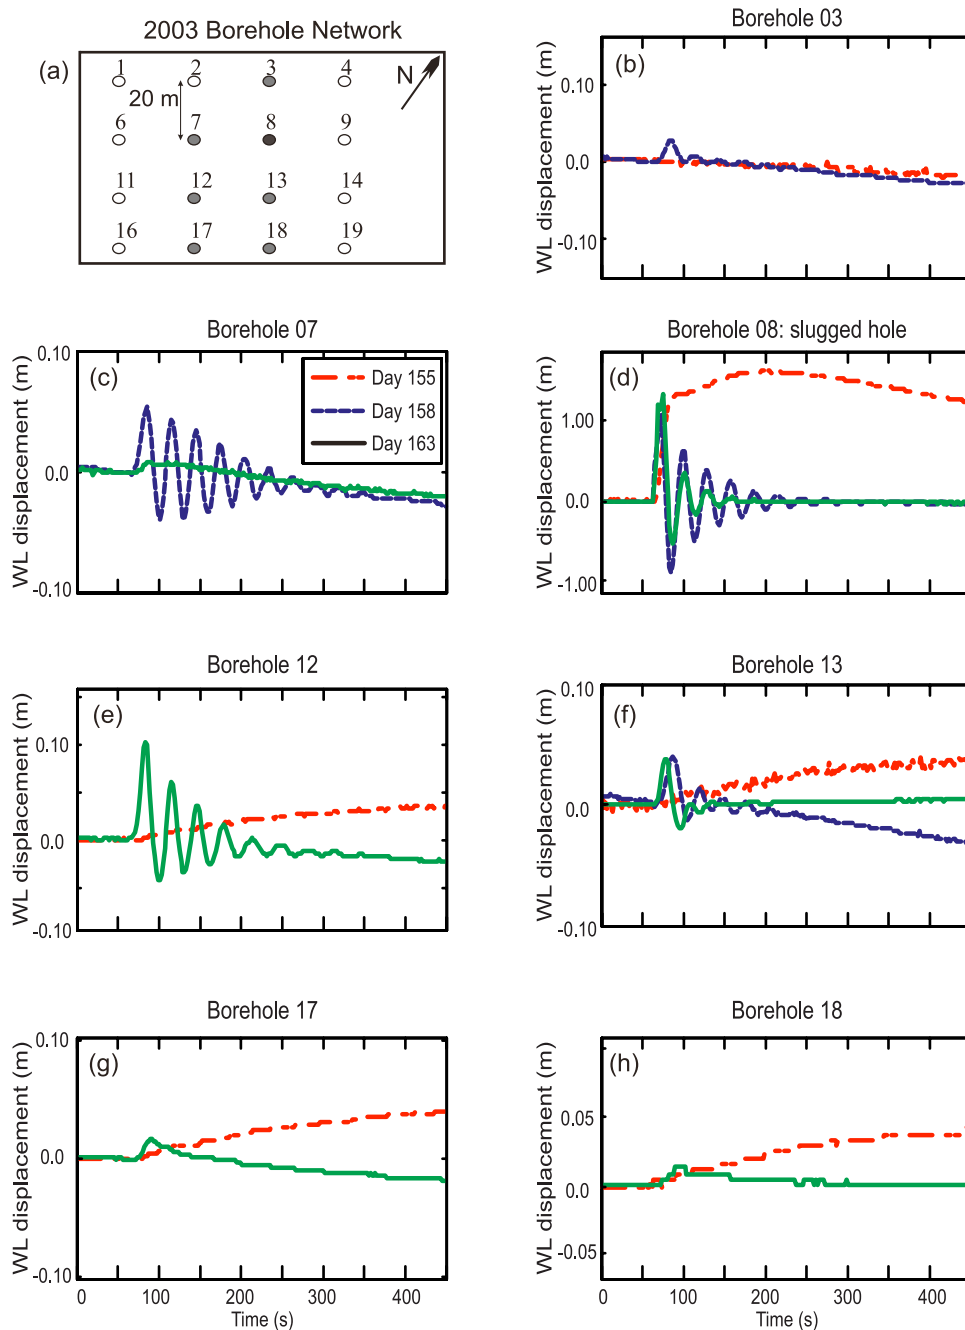 2003 Borehole Network
(a)
1 2 3 4
N
20 m
6 7 8 9
11 12 13 14
16 17 18 19
Borehole 03
(b)
WL displacement (m)
0.10
0.0
-0.10
Borehole 07
(c)
WL displacement (m)
0.10
0.0
-0.10
Day 155
Day 158
Day 163
Borehole 08: slugged hole
(d)
WL displacement (m)
1.00
0.0
-1.00
Borehole 12
(e)
WL displacement (m)
0.10
0.0
-0.10
Borehole 13
(f)
WL displacement (m)
0.10
0.0
-0.10
Borehole 17
(g)
WL displacement (m)
0.10
0.0
-0.10
0 100 200 300 400
Time (s)
Borehole 18
(h)
WL displacement (m)
0.05
0.0
-0.05
0 100 200 300 400
Time (s)